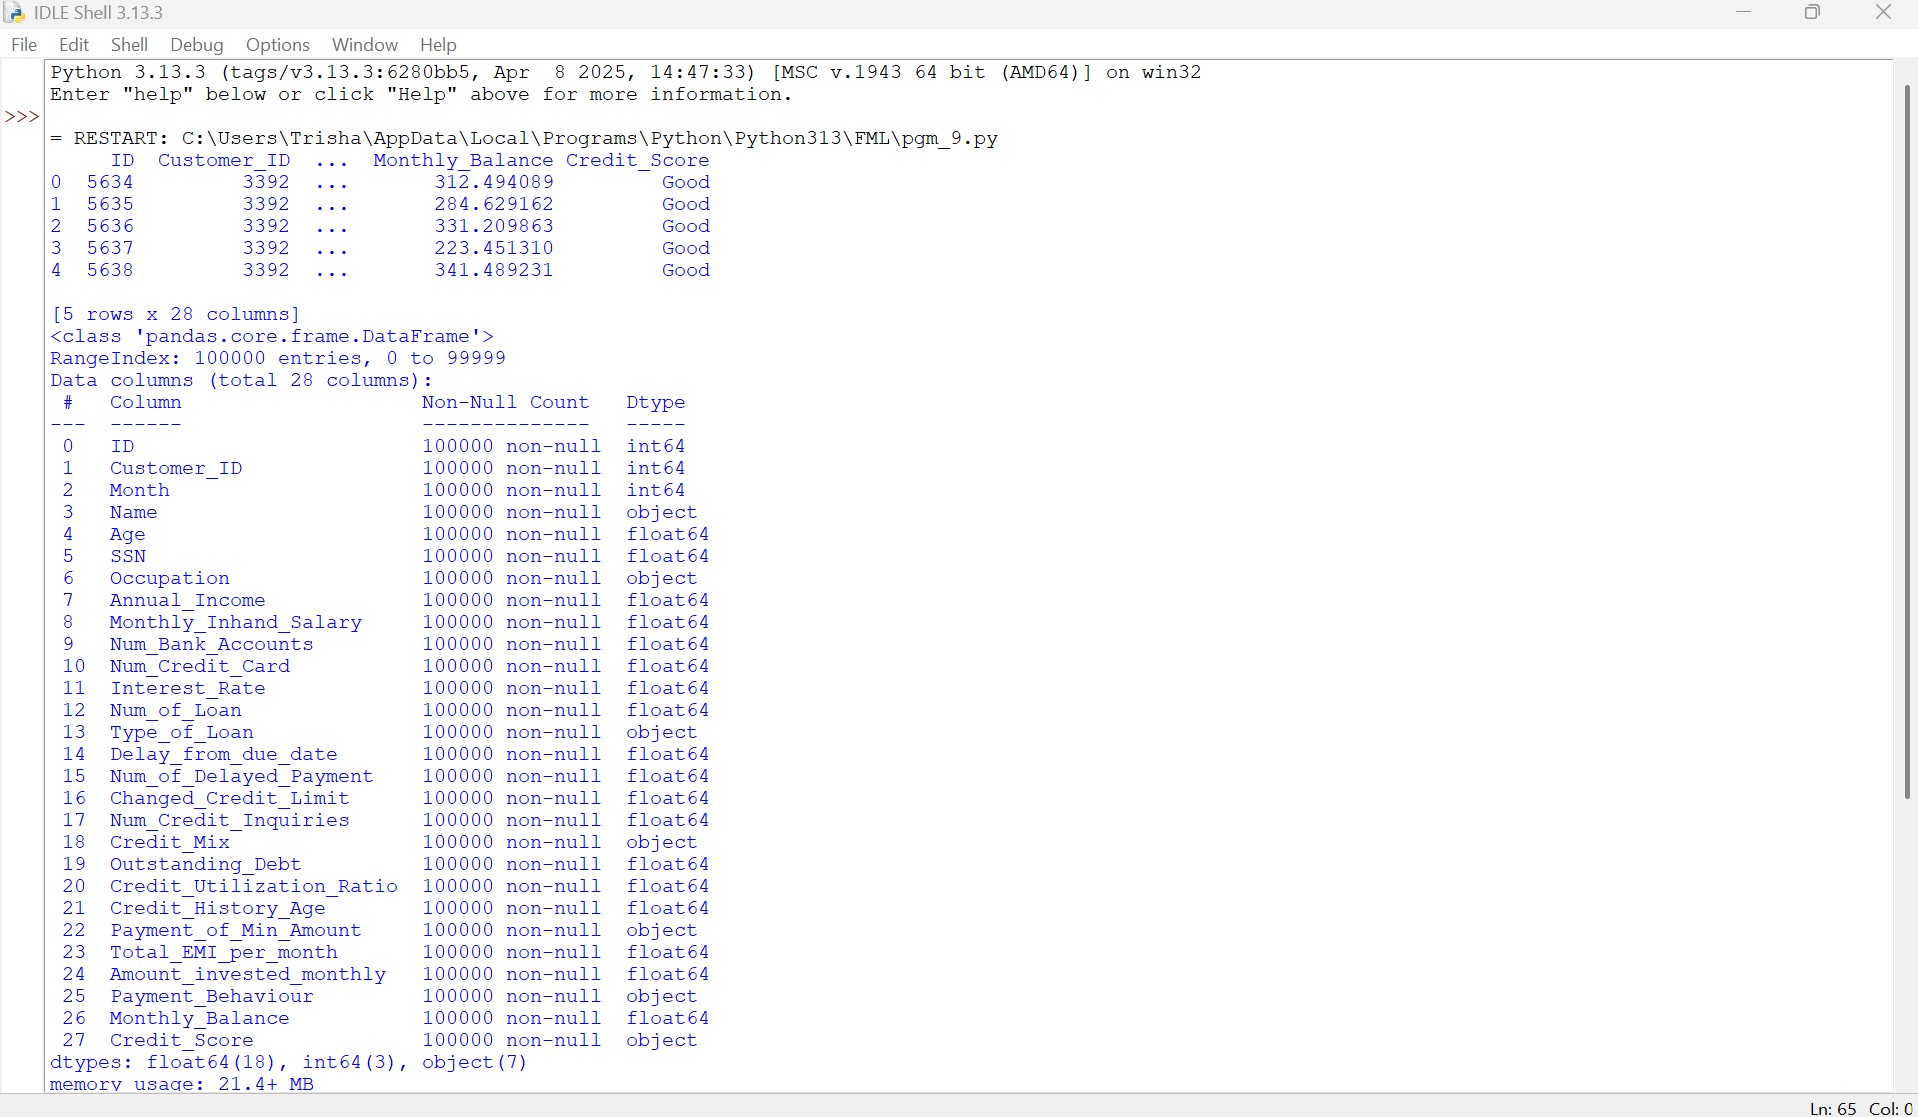 IDLE Shell 3.13.3
File Edit Shell Debug Options Window Help
Python 3.13.3 (tags/v3.13.3:6280bb5, Apr  8 2025, 14:47:33) [MSC v.1943 64 bit (AMD64)] on win32
Enter "help" below or click "Help" above for more information.
>>>
= RESTART: C:\Users\Trisha\AppData\Local\Programs\Python\Python313\FML\pgm_9.py
     ID  Customer_ID  ...  Monthly_Balance Credit_Score
0  5634         3392  ...       312.494089         Good
1  5635         3392  ...       284.629162         Good
2  5636         3392  ...       331.209863         Good
3  5637         3392  ...       223.451310         Good
4  5638         3392  ...       341.489231         Good
[5 rows x 28 columns]
<class 'pandas.core.frame.DataFrame'>
RangeIndex: 100000 entries, 0 to 99999
Data columns (total 28 columns):
 #   Column                    Non-Null Count   Dtype
---  ------                    --------------   -----
 0   ID                        100000 non-null  int64
 1   Customer_ID               100000 non-null  int64
 2   Month                     100000 non-null  int64
 3   Name                      100000 non-null  object
 4   Age                       100000 non-null  float64
 5   SSN                       100000 non-null  float64
 6   Occupation                100000 non-null  object
 7   Annual_Income             100000 non-null  float64
 8   Monthly_Inhand_Salary     100000 non-null  float64
 9   Num_Bank_Accounts         100000 non-null  float64
 10  Num_Credit_Card           100000 non-null  float64
 11  Interest_Rate             100000 non-null  float64
 12  Num_of_Loan               100000 non-null  float64
 13  Type_of_Loan              100000 non-null  object
 14  Delay_from_due_date       100000 non-null  float64
 15  Num_of_Delayed_Payment    100000 non-null  float64
 16  Changed_Credit_Limit      100000 non-null  float64
 17  Num_Credit_Inquiries      100000 non-null  float64
 18  Credit_Mix                100000 non-null  object
 19  Outstanding_Debt          100000 non-null  float64
 20  Credit_Utilization_Ratio  100000 non-null  float64
 21  Credit_History_Age        100000 non-null  float64
 22  Payment_of_Min_Amount     100000 non-null  object
 23  Total_EMI_per_month       100000 non-null  float64
 24  Amount_invested_monthly   100000 non-null  float64
 25  Payment_Behaviour         100000 non-null  object
 26  Monthly_Balance           100000 non-null  float64
 27  Credit_Score              100000 non-null  object
dtypes: float64(18), int64(3), object(7)
memory usage: 21.4+ MB
Ln: 65 Col: 0